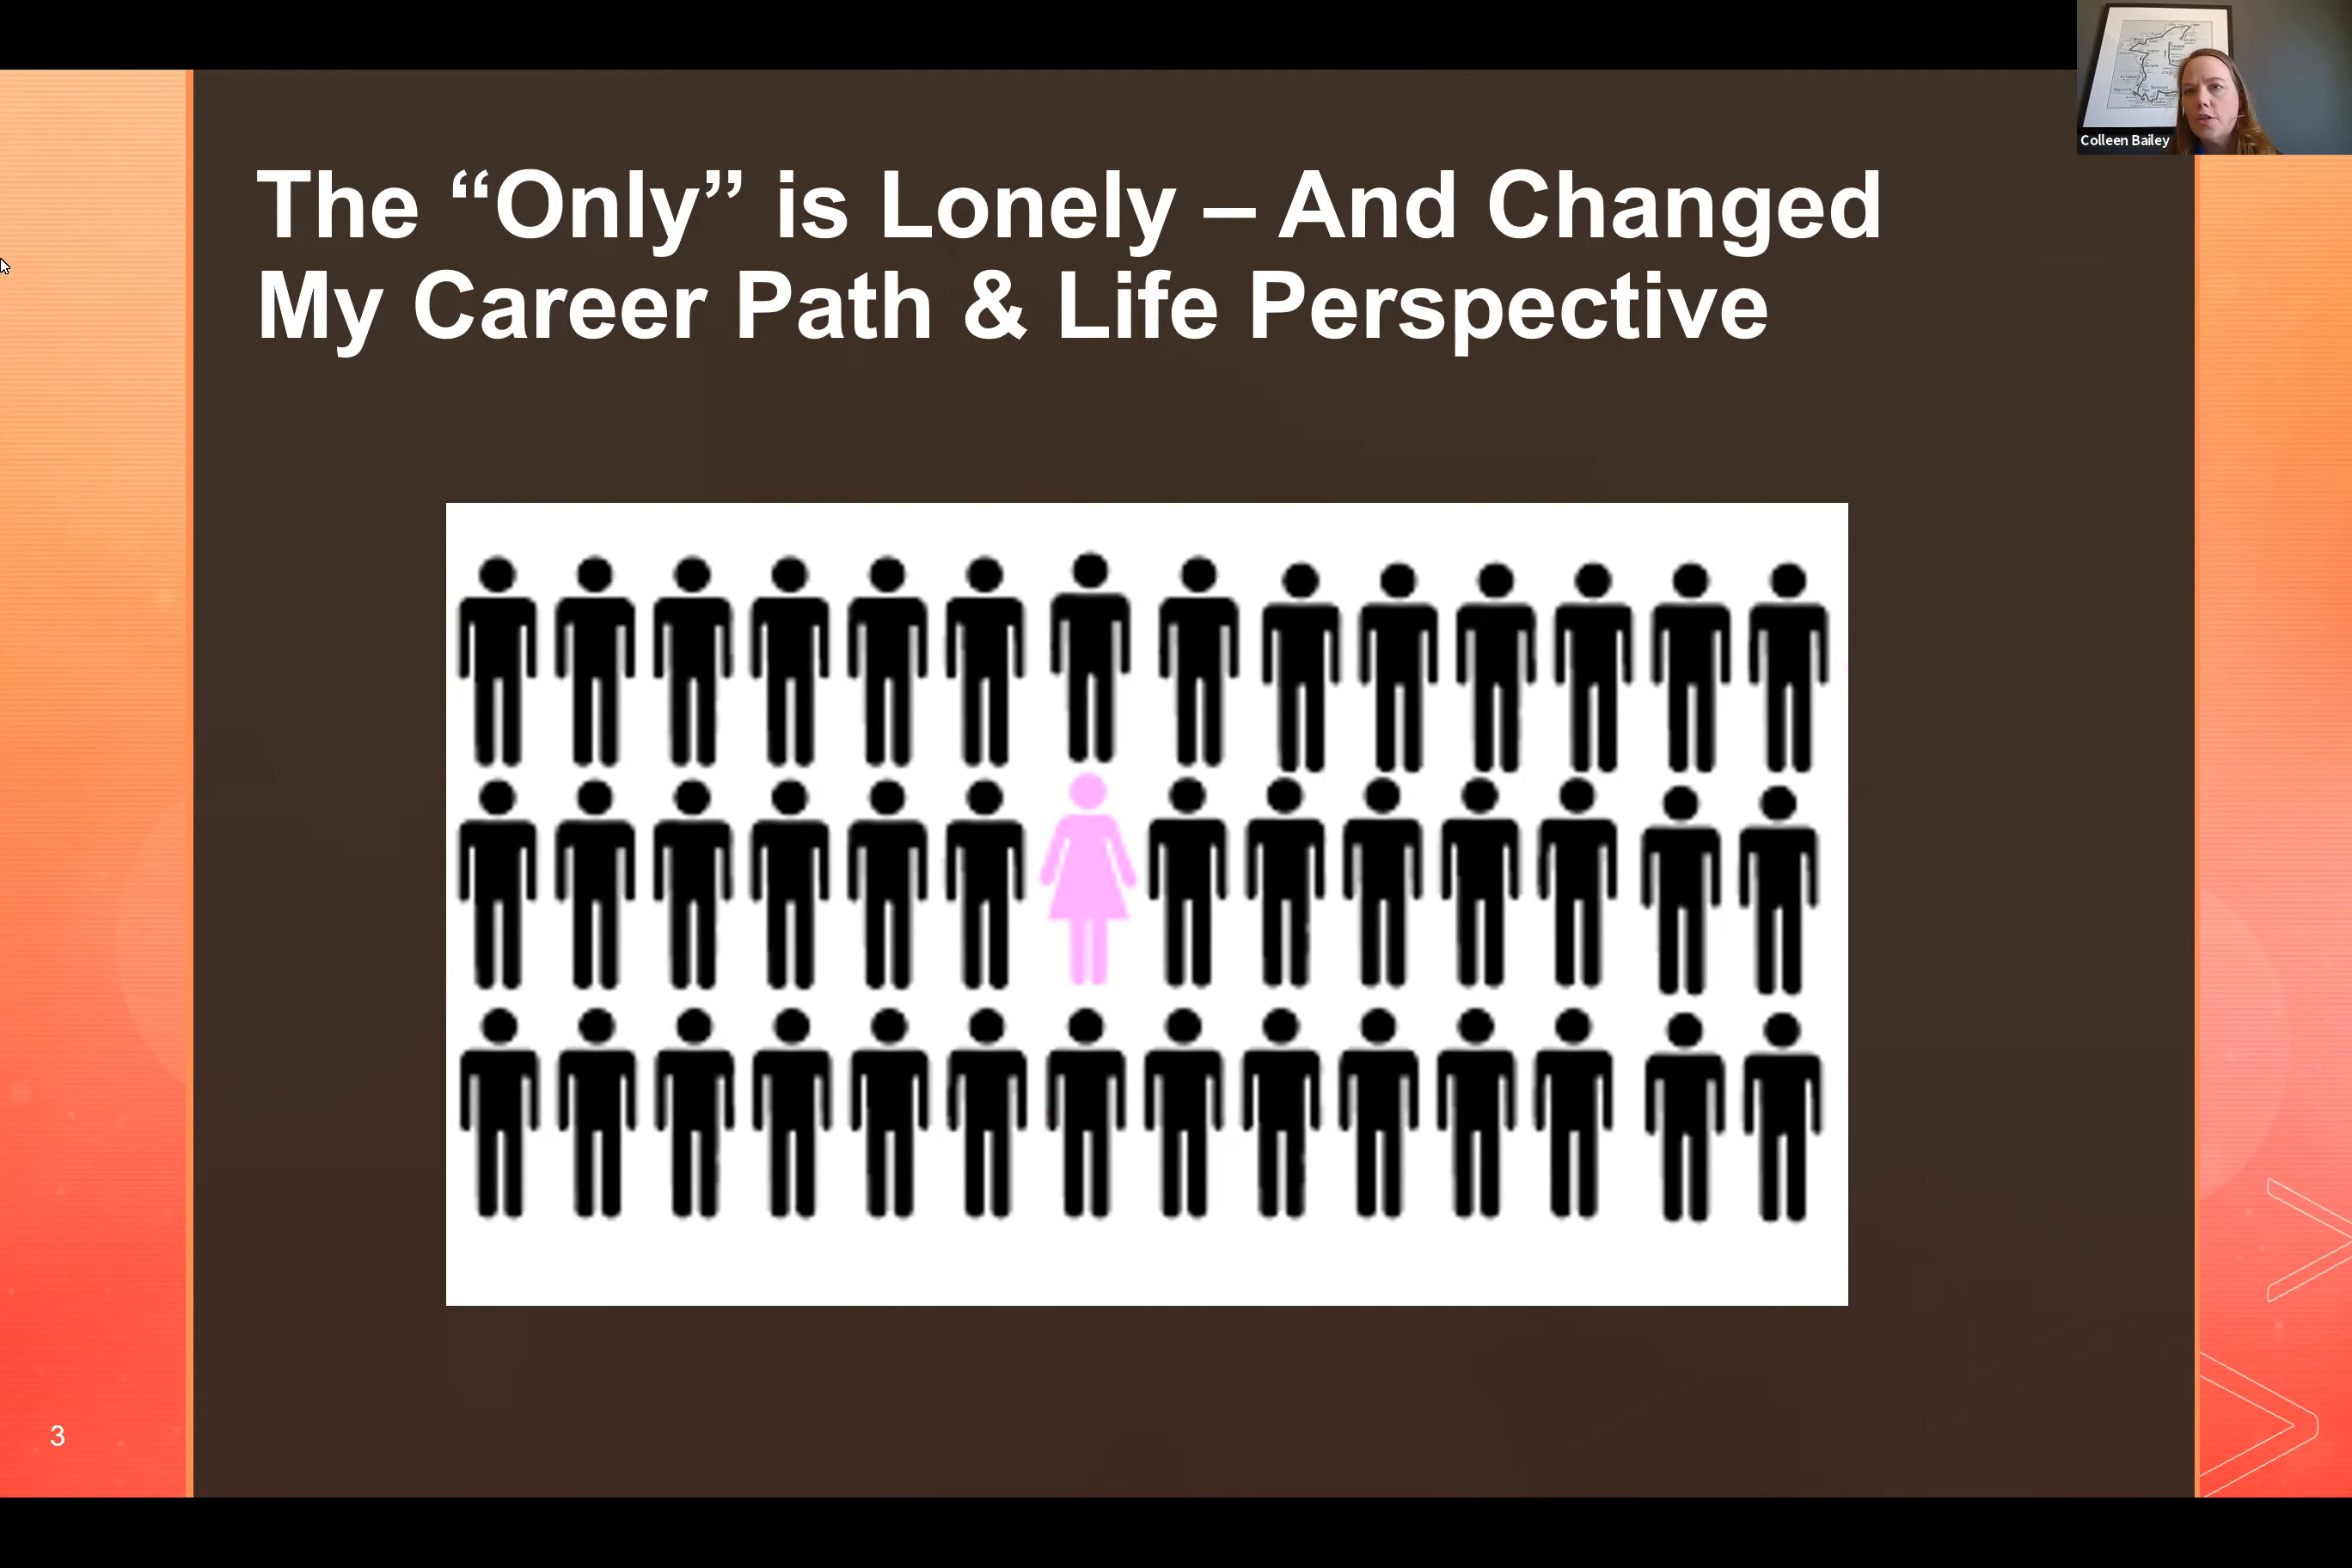 Colleen Bailey
The “Only” is Lonely – And Changed
My Career Path & Life Perspective
3